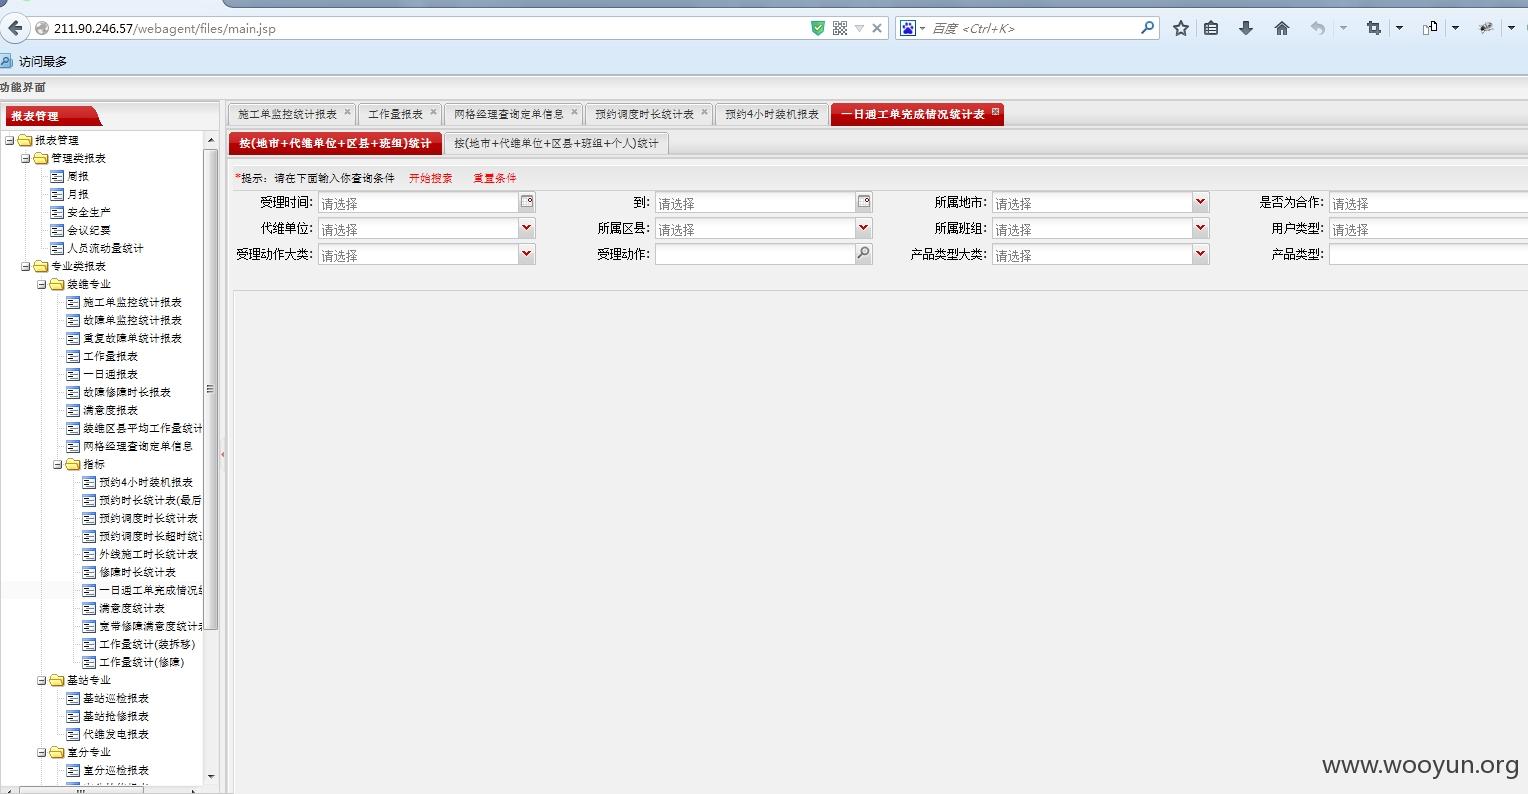 211.90.246.57/webagent/files/main.jsp
百度 <Ctrl+K>
访问最多
功能界面
报表管理
施工单监控统计报表
工作量报表
网格经理查询定单信息
预约调度时长统计表
预约4小时装机报表
一日通工单完成情况统计表
按(地市+代维单位+区县+班组)统计
按(地市+代维单位+区县+班组+个人)统计
*提示: 请在下面输入你查询条件 开始搜索 重置条件
受理时间: 请选择 到: 请选择 所属地市: 请选择 是否为合作: 请选择
代维单位: 请选择 所属区县: 请选择 所属班组: 请选择 用户类型: 请选择
受理动作大类: 请选择 受理动作: 产品类型大类: 请选择 产品类型:
报表管理
管理类报表
周报
月报
安全生产
会议纪要
人员流动量统计
专业类报表
装维专业
施工单监控统计报表
故障单监控统计报表
重复故障单统计报表
工作量报表
一日通报表
故障修障时长报表
满意度报表
装维区县平均工作量统计
网格经理查询定单信息
指标
预约4小时装机报表
预约时长统计表(最后
预约调度时长统计表
预约调度时长超时统计
外线施工时长统计表
修障时长统计表
一日通工单完成情况统
满意度统计表
宽带修障满意度统计表
工作量统计(装拆移)
工作量统计(修障)
基站专业
基站巡检报表
基站抢修报表
代维发电报表
室分专业
室分巡检报表
www.wooyun.org